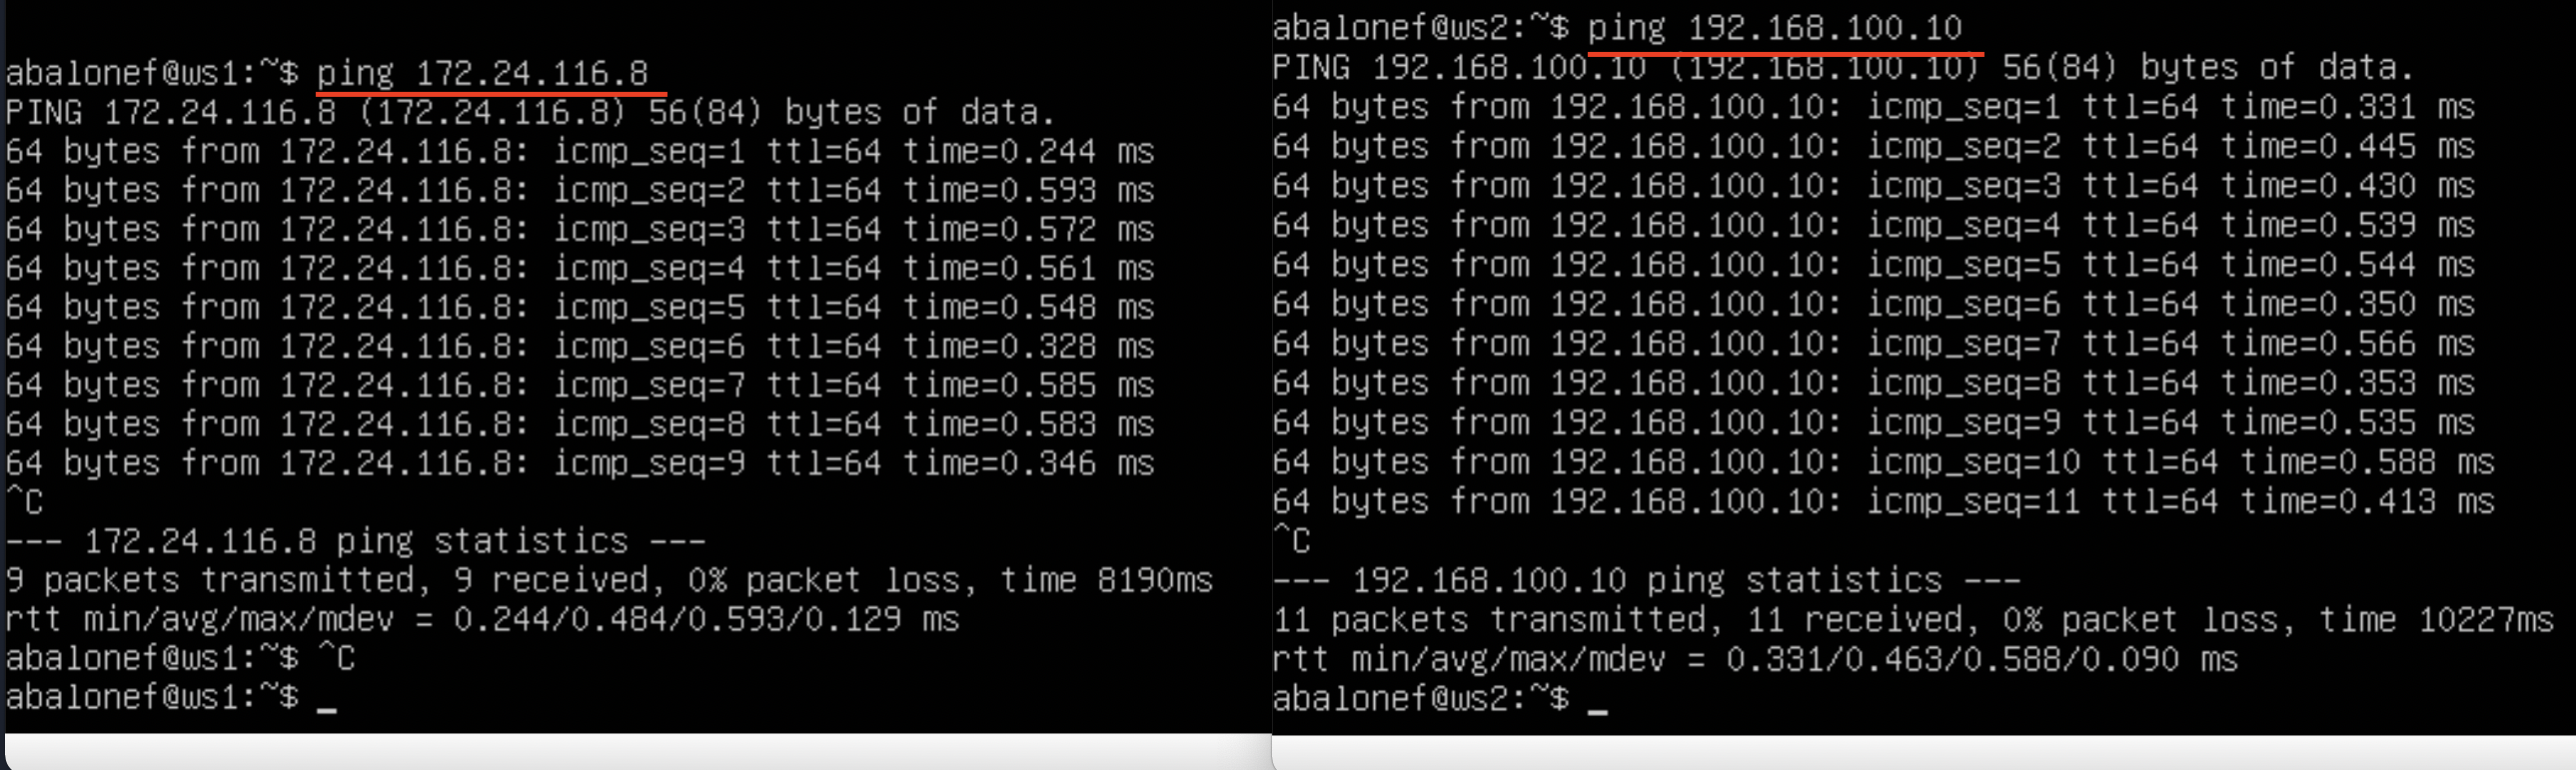 abalonef@ws1:~$ ping 172.24.116.8
PING 172.24.116.8 (172.24.116.8) 56(84) bytes of data.
64 bytes from 172.24.116.8: icmp_seq=1 ttl=64 time=0.244 ms
64 bytes from 172.24.116.8: icmp_seq=2 ttl=64 time=0.593 ms
64 bytes from 172.24.116.8: icmp_seq=3 ttl=64 time=0.572 ms
64 bytes from 172.24.116.8: icmp_seq=4 ttl=64 time=0.561 ms
64 bytes from 172.24.116.8: icmp_seq=5 ttl=64 time=0.548 ms
64 bytes from 172.24.116.8: icmp_seq=6 ttl=64 time=0.328 ms
64 bytes from 172.24.116.8: icmp_seq=7 ttl=64 time=0.585 ms
64 bytes from 172.24.116.8: icmp_seq=8 ttl=64 time=0.583 ms
64 bytes from 172.24.116.8: icmp_seq=9 ttl=64 time=0.346 ms
^C
--- 172.24.116.8 ping statistics ---
9 packets transmitted, 9 received, 0% packet loss, time 8190ms
rtt min/avg/max/mdev = 0.244/0.484/0.593/0.129 ms
abalonef@ws1:~$ ^C
abalonef@ws1:~$ _
abalonef@ws2:~$ ping 192.168.100.10
PING 192.168.100.10 (192.168.100.10) 56(84) bytes of data.
64 bytes from 192.168.100.10: icmp_seq=1 ttl=64 time=0.331 ms
64 bytes from 192.168.100.10: icmp_seq=2 ttl=64 time=0.445 ms
64 bytes from 192.168.100.10: icmp_seq=3 ttl=64 time=0.430 ms
64 bytes from 192.168.100.10: icmp_seq=4 ttl=64 time=0.539 ms
64 bytes from 192.168.100.10: icmp_seq=5 ttl=64 time=0.544 ms
64 bytes from 192.168.100.10: icmp_seq=6 ttl=64 time=0.350 ms
64 bytes from 192.168.100.10: icmp_seq=7 ttl=64 time=0.566 ms
64 bytes from 192.168.100.10: icmp_seq=8 ttl=64 time=0.353 ms
64 bytes from 192.168.100.10: icmp_seq=9 ttl=64 time=0.535 ms
64 bytes from 192.168.100.10: icmp_seq=10 ttl=64 time=0.588 ms
64 bytes from 192.168.100.10: icmp_seq=11 ttl=64 time=0.413 ms
^C
--- 192.168.100.10 ping statistics ---
11 packets transmitted, 11 received, 0% packet loss, time 10227ms
rtt min/avg/max/mdev = 0.331/0.463/0.588/0.090 ms
abalonef@ws2:~$ _